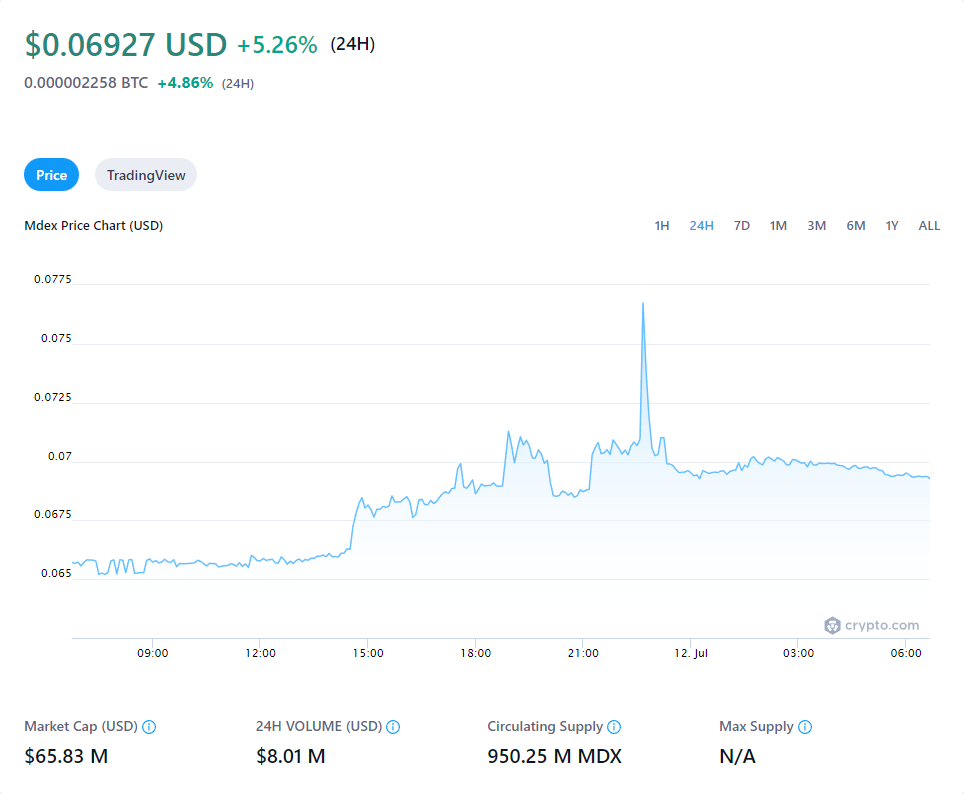 $0.06927 USD +5.26% (24H)
0.000002258 BTC +4.86% (24H)
Price TradingView
Mdex Price Chart (USD) 1H 24H 7D 1M 3M 6M 1Y ALL
0.0775
0.075
0.0725
0.07
0.0675
0.065
crypto.com
09:00 12:00 15:00 18:00 21:00 12. Jul 03:00 06:00
Market Cap (USD) 24H VOLUME (USD) Circulating Supply Max Supply
$65.83 M $8.01 M 950.25 M MDX N/A